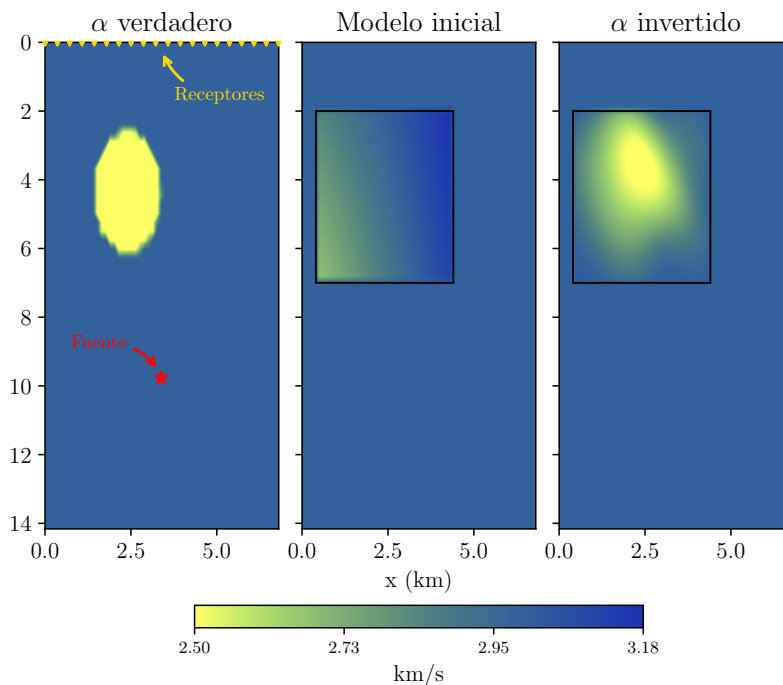 α verdadero
Modelo inicial
α invertido
0
2
4
6
8
10
12
14
Receptores
Fuente
0.0 2.5 5.0
0.0 2.5 5.0
0.0 2.5 5.0
x (km)
2.50 2.73 2.95 3.18
km/s